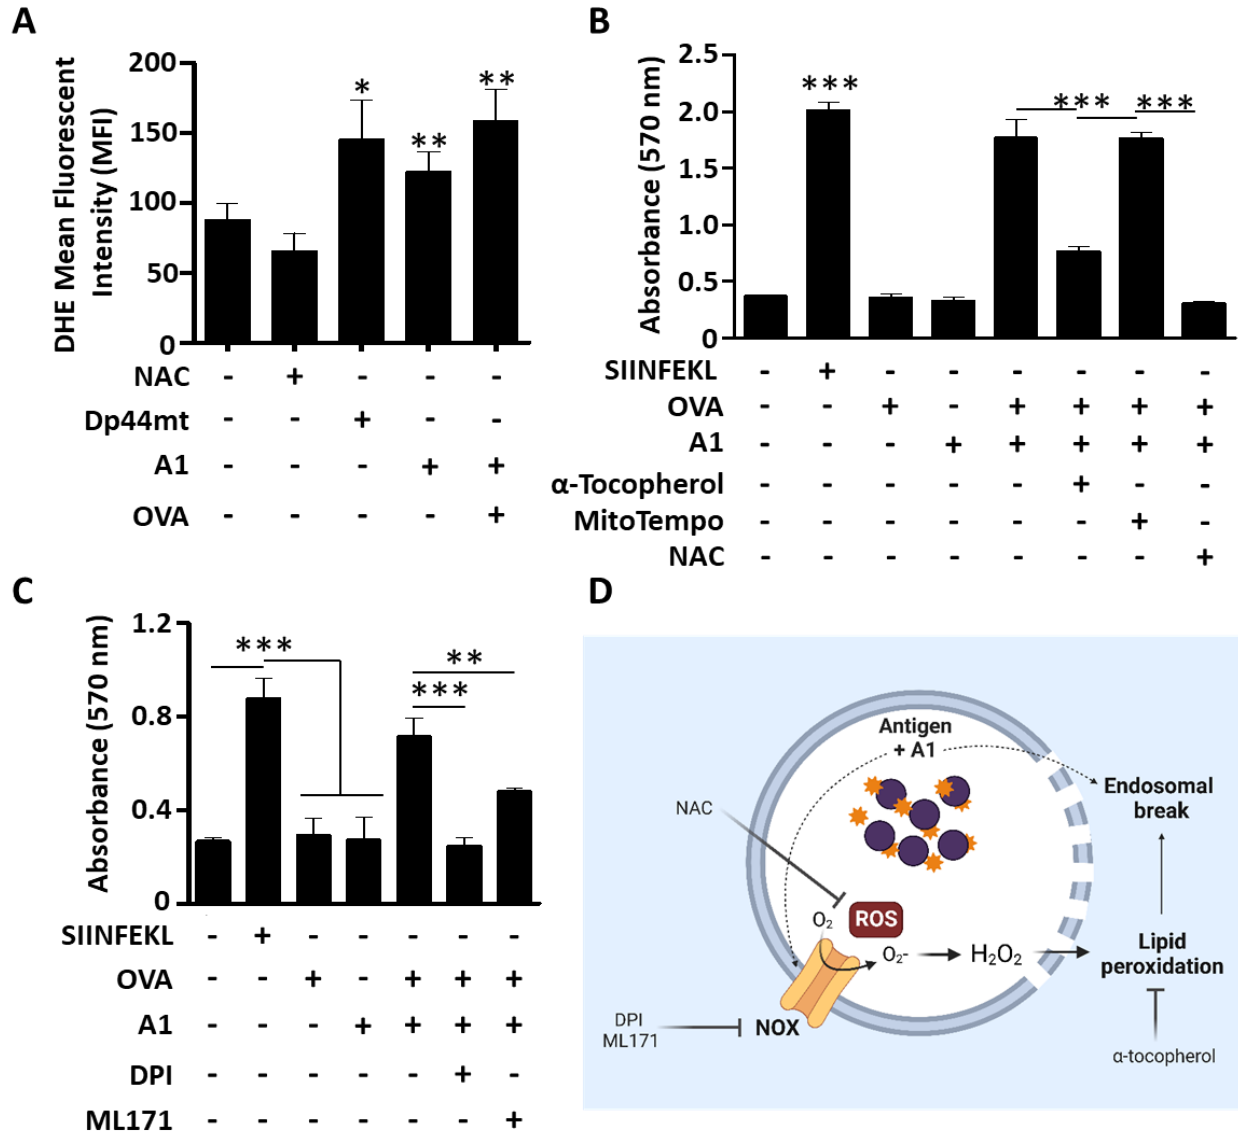 A
DHE Mean Fluorescent
Intensity (MFI)
200
150
100
50
0
*
**
**
NAC - + - - -
Dp44mt - - + - -
A1 - - - + +
OVA - - - - +
B
Absorbance (570 nm)
2.5
2.0
1.5
1.0
0.5
0
***
***
***
SIINFEKL - + - - - - - -
OVA - - + - + + + +
A1 - - - + + + + +
α-Tocopherol - - - - - + - -
MitoTempo - - - - - - + -
NAC - - - - - - - +
C
Absorbance (570 nm)
1.2
0.8
0.4
0
***
**
***
SIINFEKL - + - - - - -
OVA - - + - + + +
A1 - - - + + + +
DPI - - - - - + -
ML171 - - - - - - +
D
Antigen
+ A1
NAC
Endosomal
break
O₂
ROS
O₂-
H₂O₂
Lipid
peroxidation
DPI
ML171
NOX
α-tocopherol